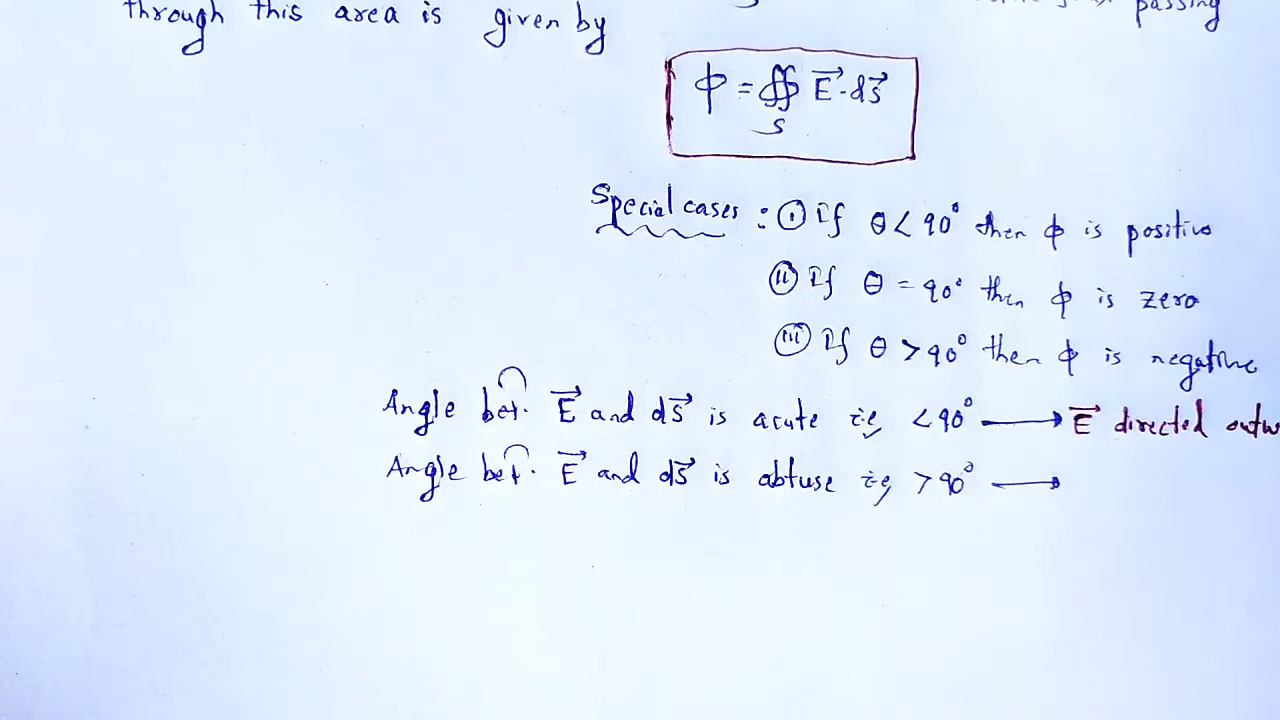 through this area is given by passing
ϕ = ∯ E⃗·dS⃗
S
Special cases : (i) If θ < 90° then ϕ is positive
(ii) If θ = 90° then ϕ is zero
(iii) If θ > 90° then ϕ is negative
Angle bet. E⃗ and dS⃗ is acute i.e, < 90° ⟶ E⃗ directed outw
Angle bet. E⃗ and dS⃗ is obtuse i.e, > 90° ⟶